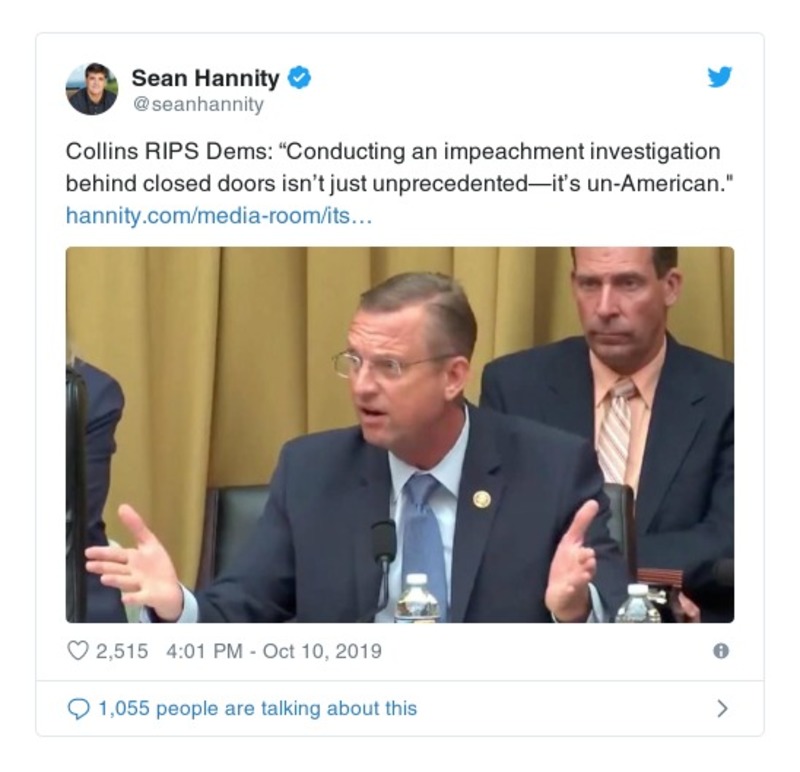 Sean Hannity
@seanhannity
Collins RIPS Dems: “Conducting an impeachment investigation
behind closed doors isn’t just unprecedented—it’s un-American."
hannity.com/media-room/its…
2,515 4:01 PM - Oct 10, 2019
1,055 people are talking about this